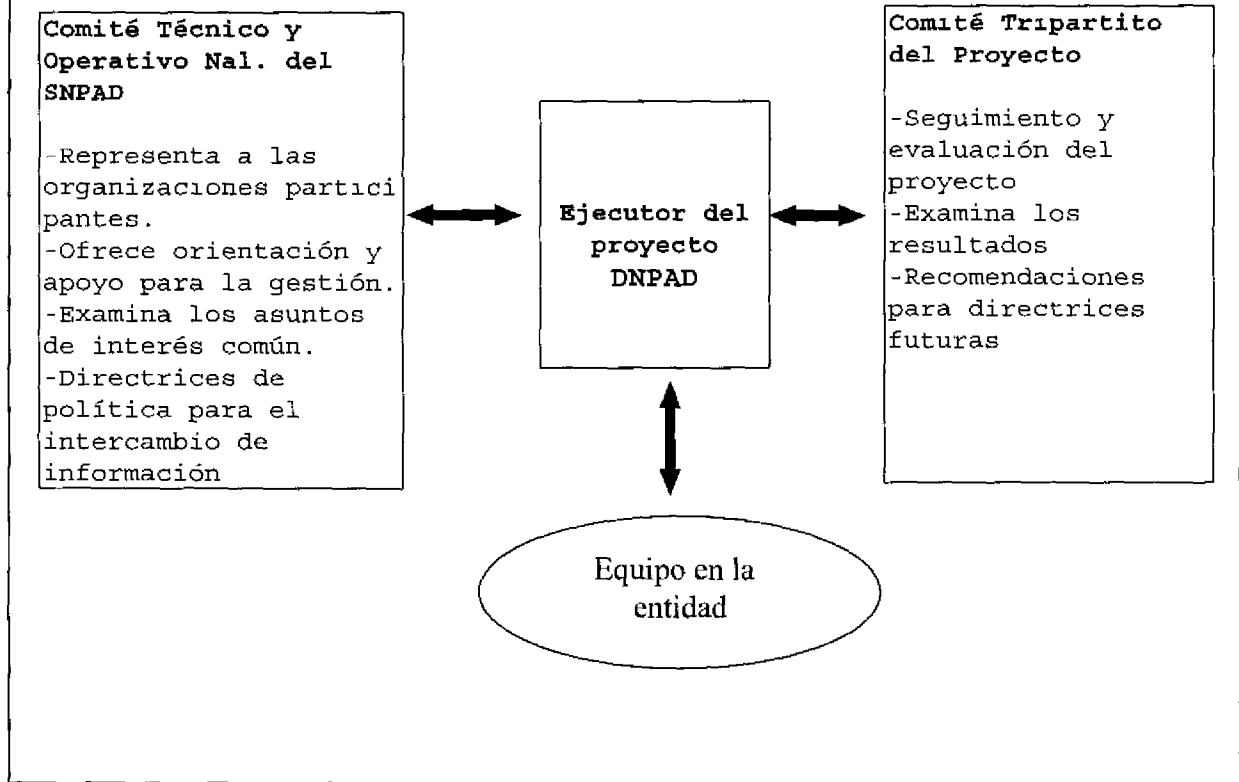 Comité Técnico y
Operativo Nal. del
SNPAD
-Representa a las
organizaciones partici
pantes.
-Ofrece orientación y
apoyo para la gestión.
-Examina los asuntos
de interés común.
-Directrices de
política para el
intercambio de
información
Ejecutor del
proyecto
DNPAD
Comité Tripartito
del Proyecto
-Seguimiento y
evaluación del
proyecto
-Examina los
resultados
-Recomendaciones
para directrices
futuras
Equipo en la
entidad